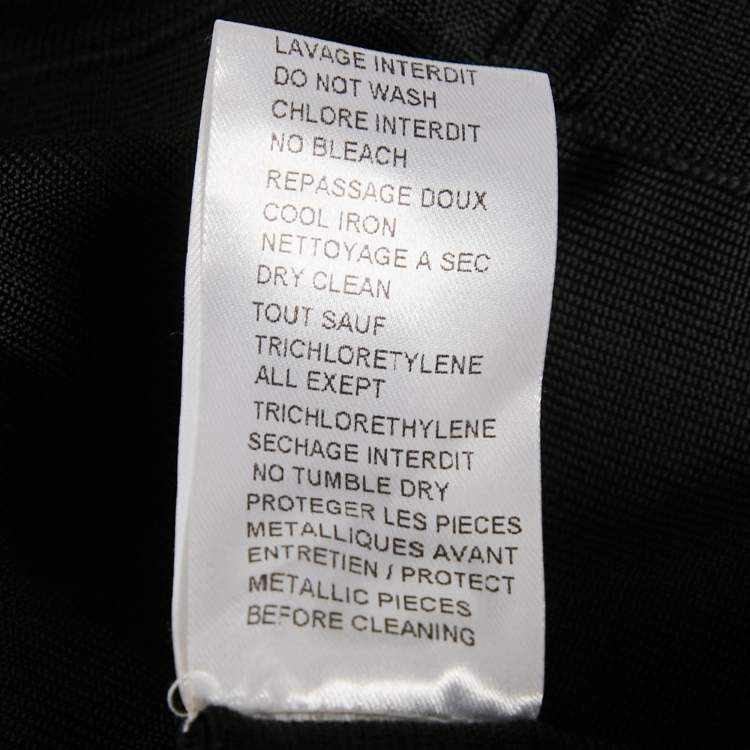 LAVAGE INTERDIT
DO NOT WASH
CHLORE INTERDIT
NO BLEACH
REPASSAGE DOUX
COOL IRON
NETTOYAGE A SEC
DRY CLEAN
TOUT SAUF
TRICHLORETYLENE
ALL EXEPT
TRICHLORETHYLENE
SECHAGE INTERDIT
NO TUMBLE DRY
PROTEGER LES PIECES
METALLIQUES AVANT
ENTRETIEN / PROTECT
METALLIC PIECES
BEFORE CLEANING